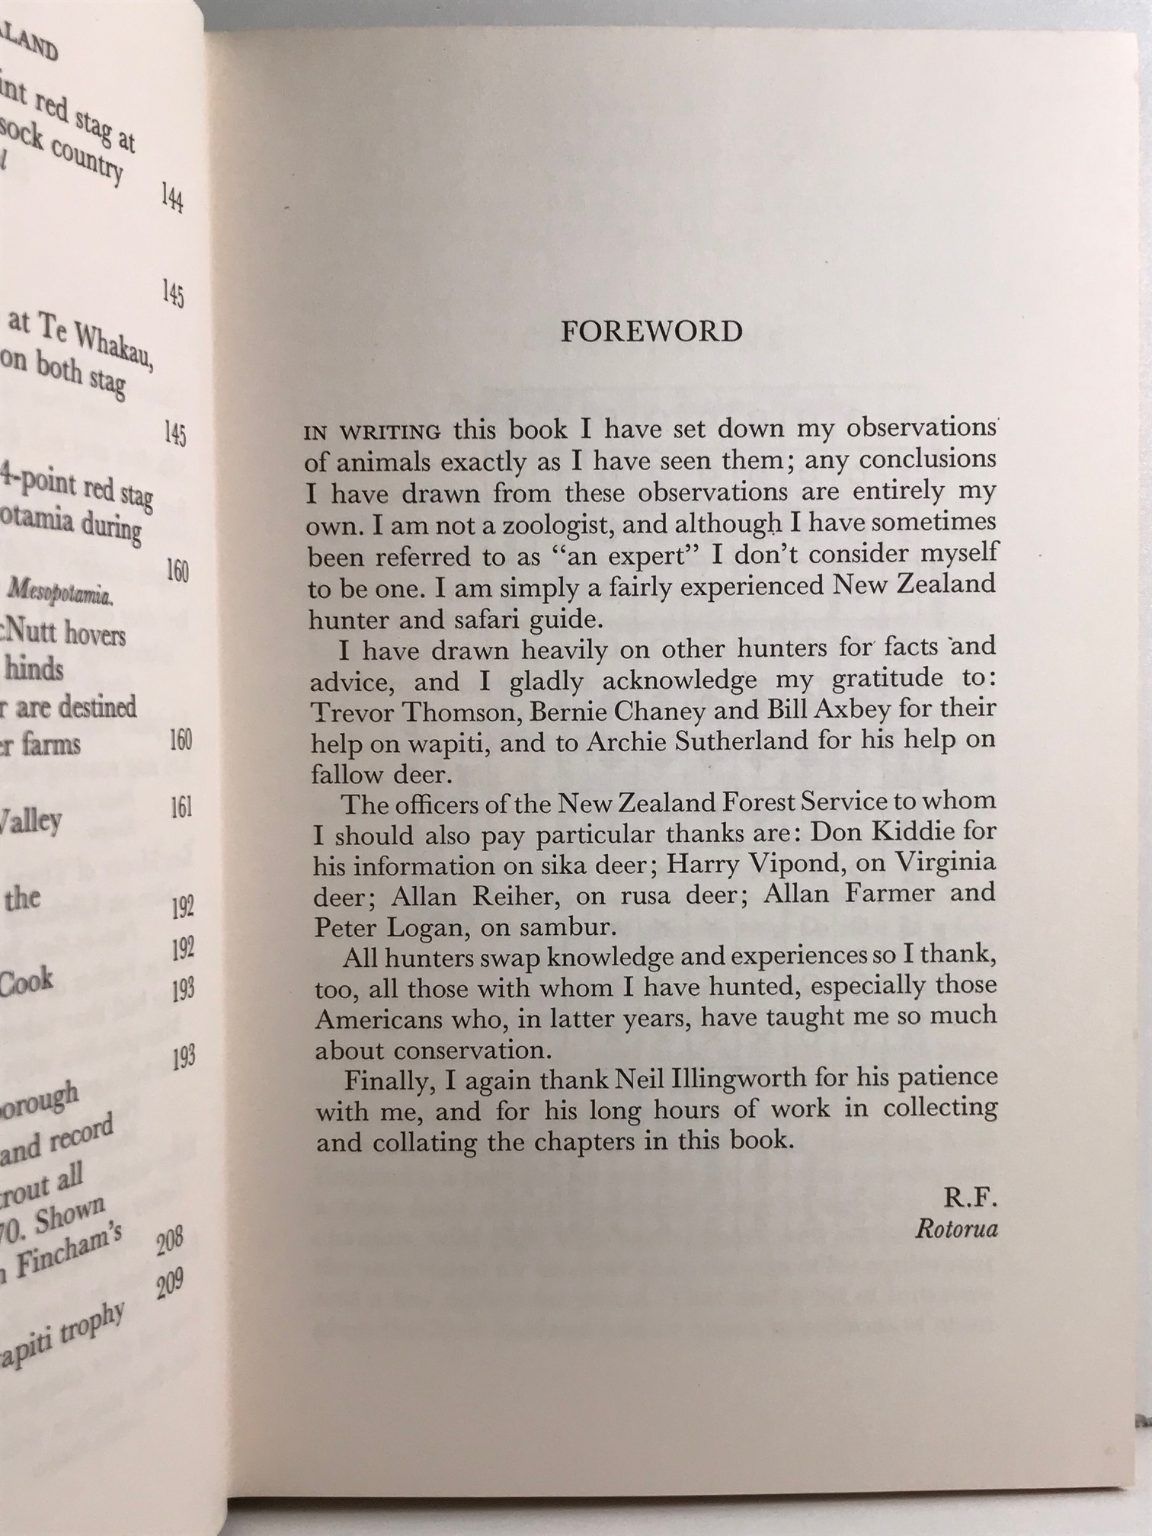 ALAND
int red stag at
sock country
l
144
145
at Te Whakau,
on both stag
145
4-point red stag
otamia during
160
Mesopotamia.
cNutt hovers
hinds
r are destined
er farms
160
Valley
161
the
192
192
Cook
193
193
orough
and record
rout all
70. Shown
n Fincham's
208
209
apiti trophy
FOREWORD
IN WRITING this book I have set down my observations
of animals exactly as I have seen them; any conclusions
I have drawn from these observations are entirely my
own. I am not a zoologist, and although I have sometimes
been referred to as “an expert” I don't consider myself
to be one. I am simply a fairly experienced New Zealand
hunter and safari guide.
I have drawn heavily on other hunters for facts and
advice, and I gladly acknowledge my gratitude to:
Trevor Thomson, Bernie Chaney and Bill Axbey for their
help on wapiti, and to Archie Sutherland for his help on
fallow deer.
The officers of the New Zealand Forest Service to whom
I should also pay particular thanks are: Don Kiddie for
his information on sika deer; Harry Vipond, on Virginia
deer; Allan Reiher, on rusa deer; Allan Farmer and
Peter Logan, on sambur.
All hunters swap knowledge and experiences so I thank,
too, all those with whom I have hunted, especially those
Americans who, in latter years, have taught me so much
about conservation.
Finally, I again thank Neil Illingworth for his patience
with me, and for his long hours of work in collecting
and collating the chapters in this book.
R.F.
Rotorua